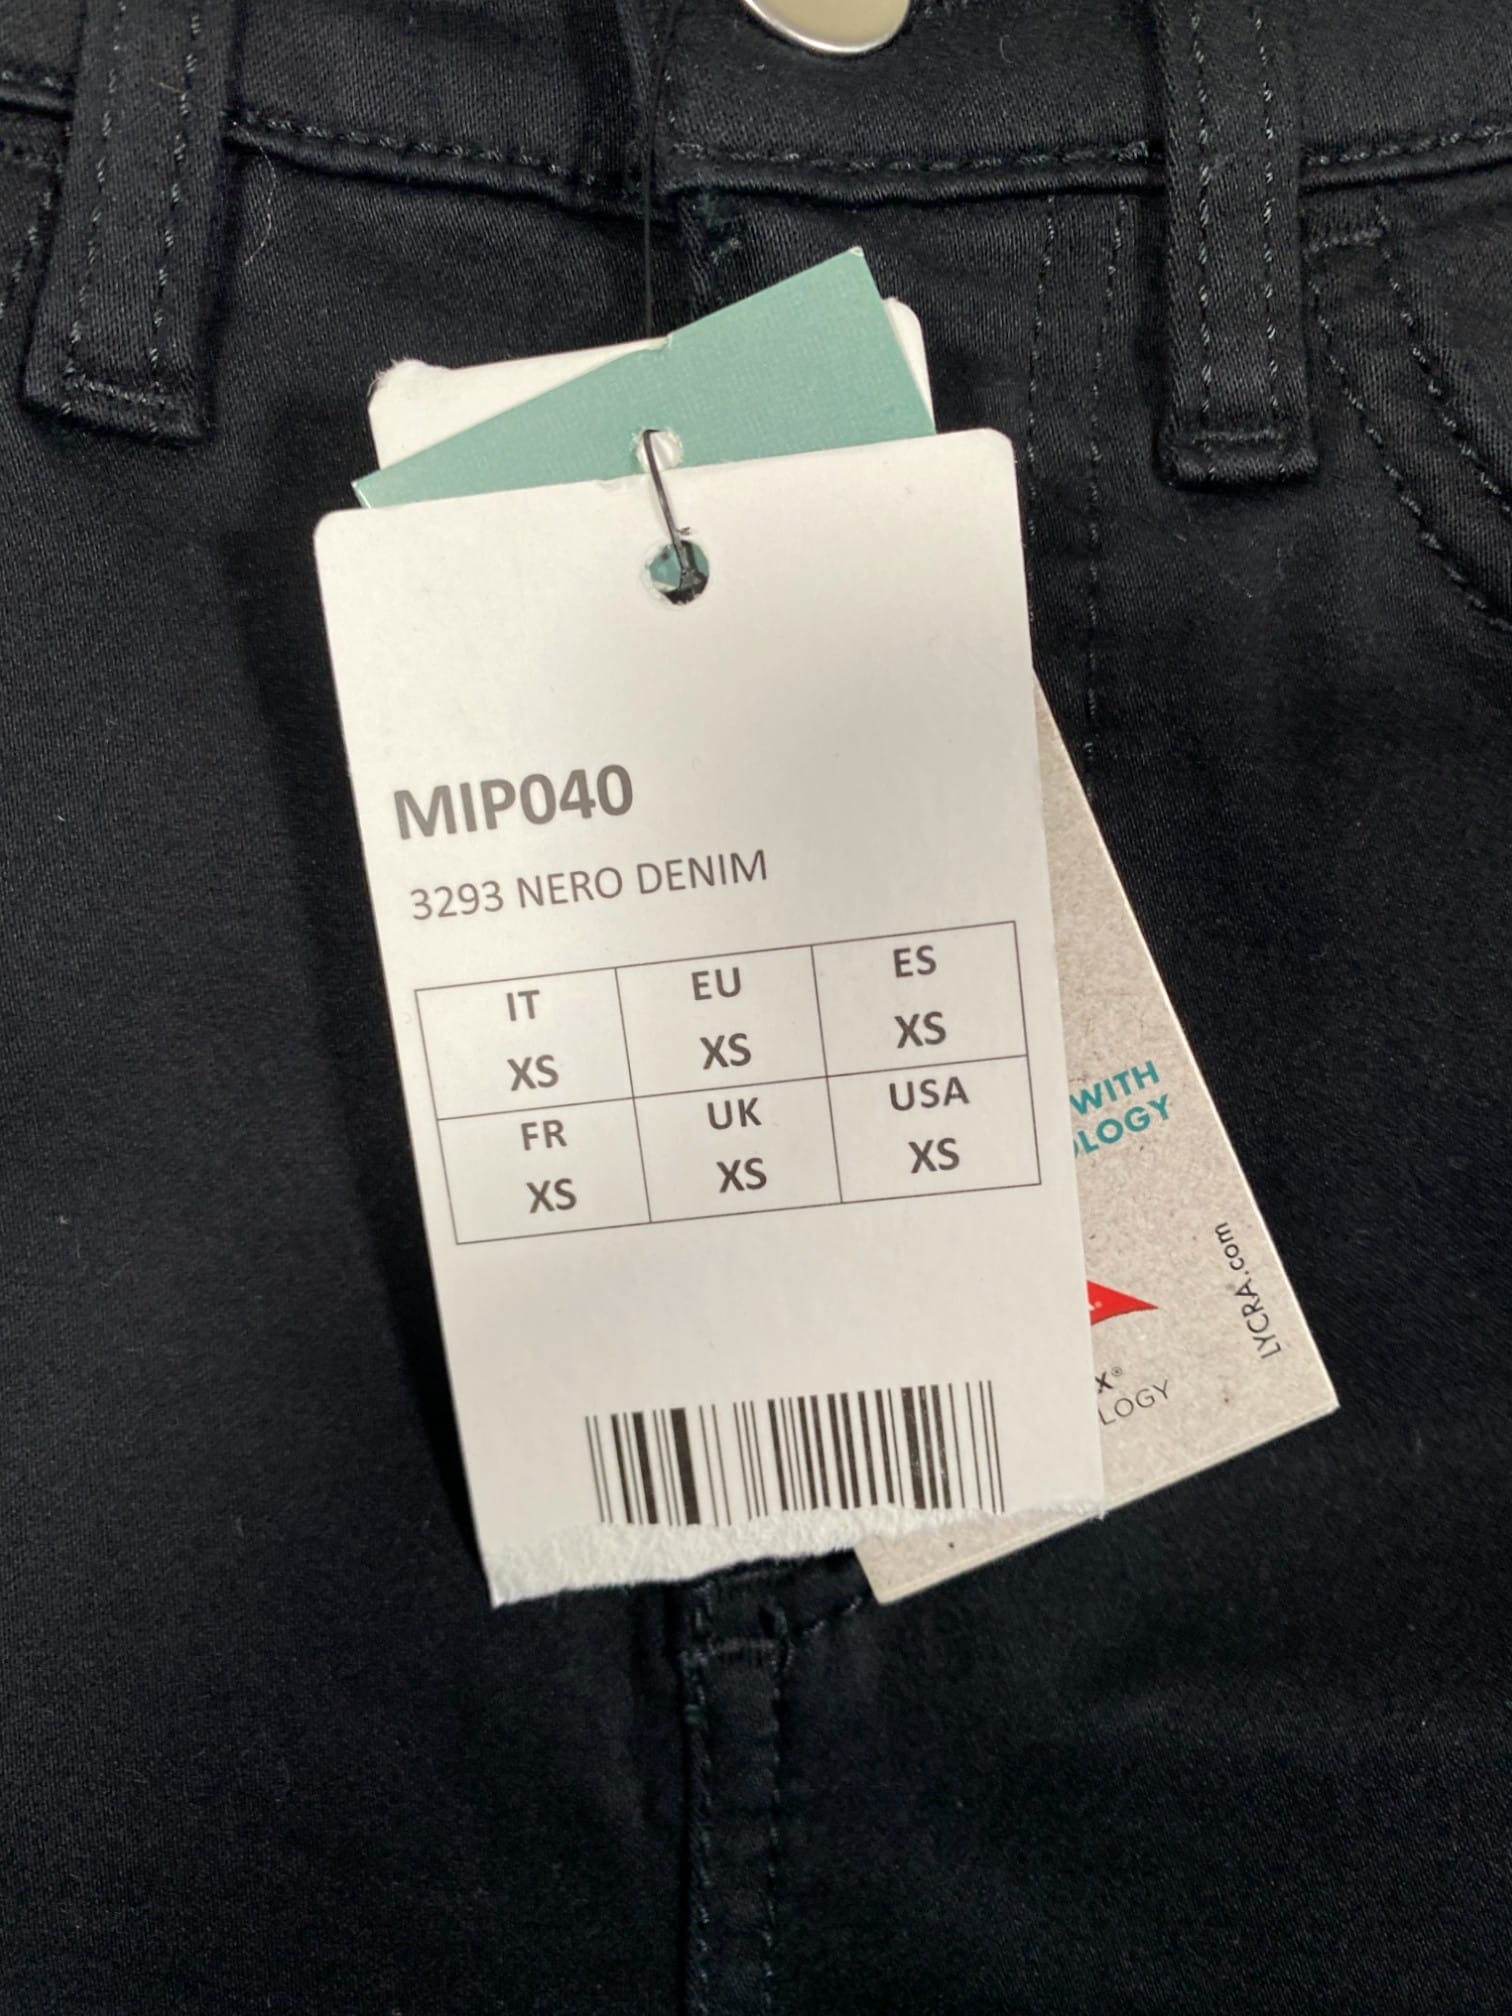 MIP040
3293 NERO DENIM
IT EU ES
XS XS XS
FR UK USA
XS XS XS
WITH
LOGY
LYCRA.com
X®
LOGY